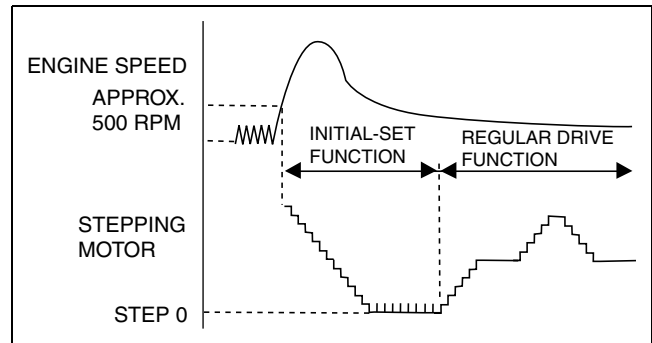 ENGINE SPEED
APPROX.
500 RPM
INITIAL-SET
FUNCTION
REGULAR DRIVE
FUNCTION
STEPPING
MOTOR
STEP 0